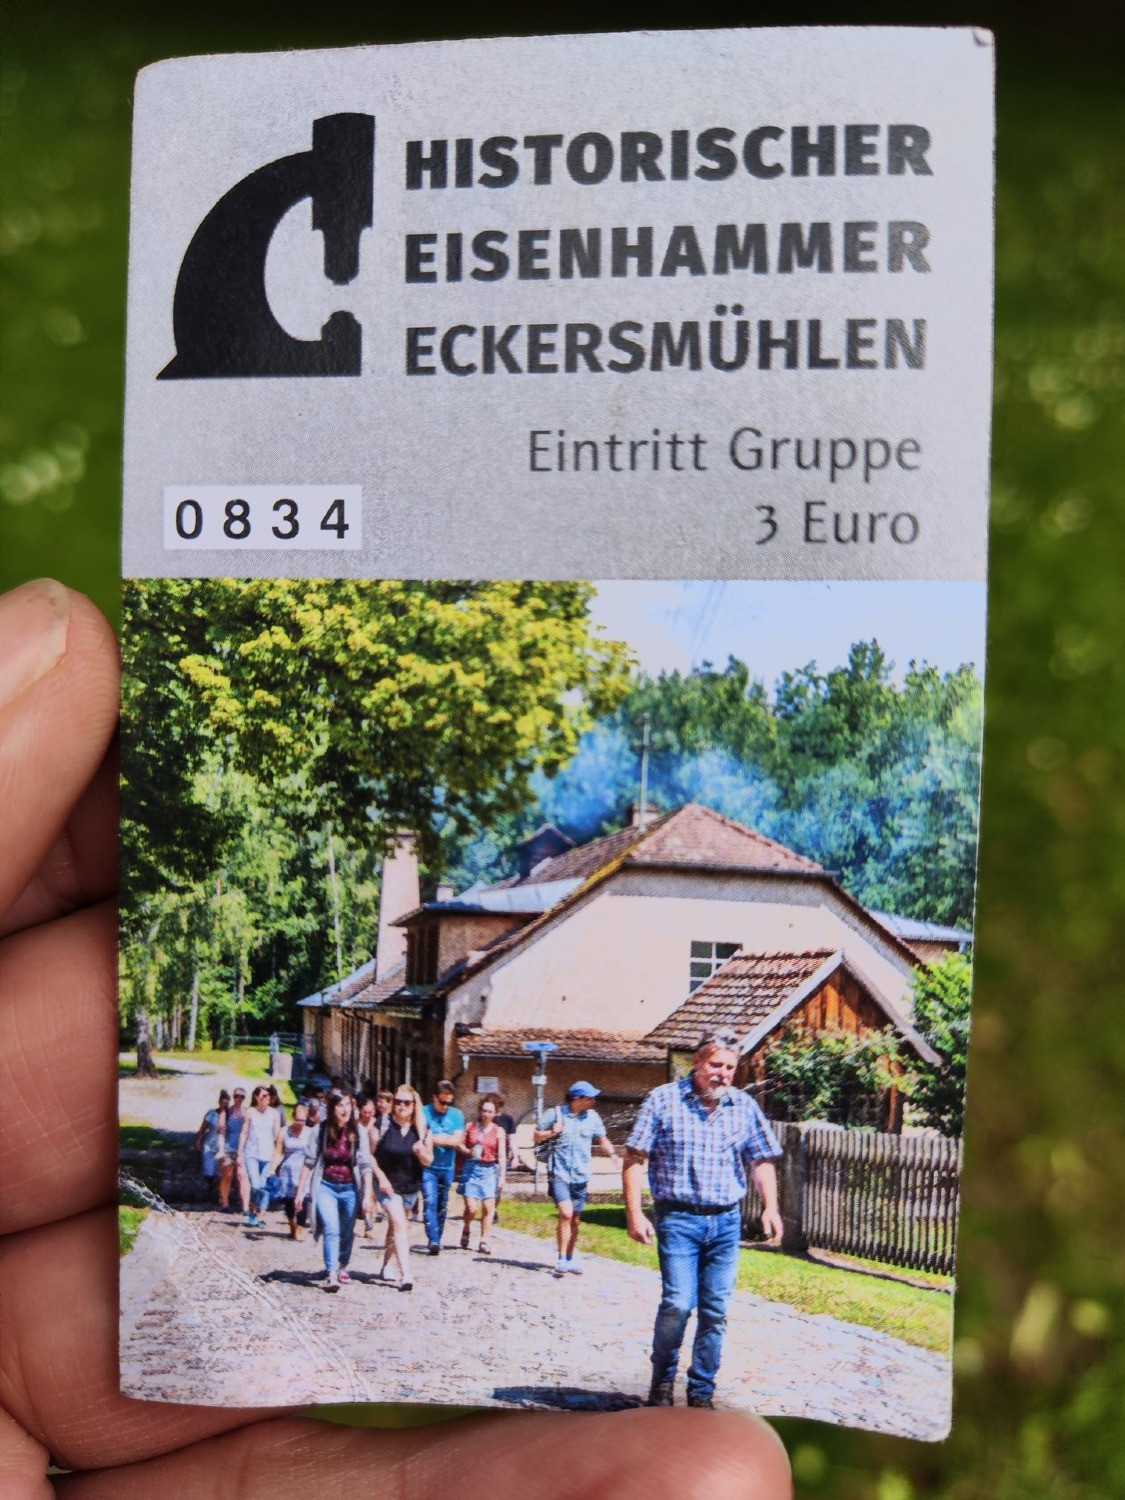 HISTORISCHER
EISENHAMMER
ECKERSMÜHLEN
Eintritt Gruppe
3 Euro
0834